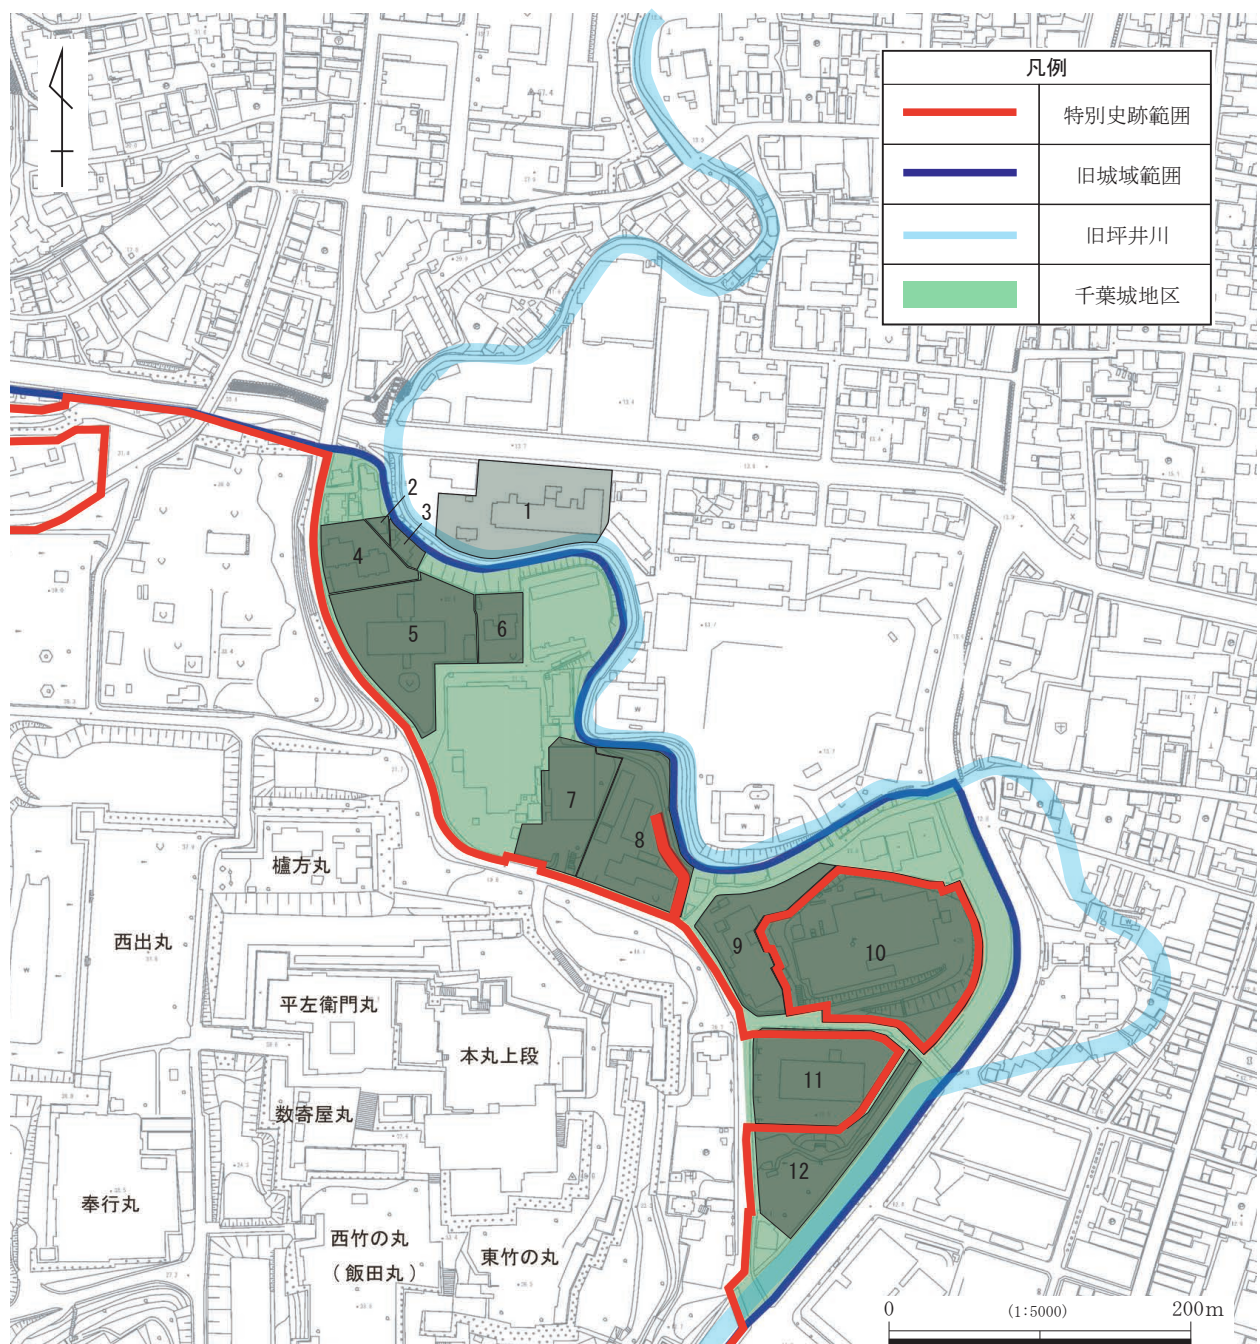 凡例
特別史跡範囲
旧城域範囲
旧坪井川
千葉城地区
1
2
3
4
5
6
7
8
9
10
11
12
櫨方丸
西出丸
平左衛門丸
本丸上段
数寄屋丸
奉行丸
西竹の丸
(飯田丸)
東竹の丸
0 (1:5000) 200m